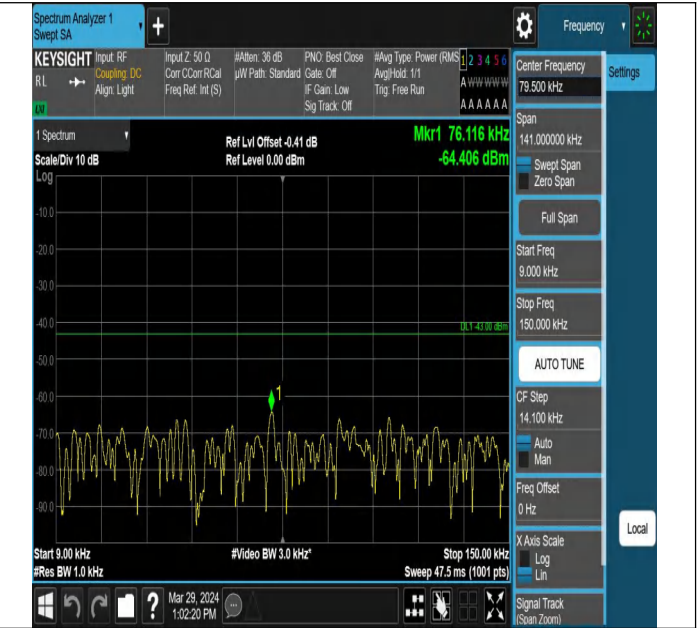 Spectrum Analyzer 1
Swept SA
Frequency
KEYSIGHT
RL
LXI
Input: RF
Coupling: DC
Align: Light
Input Z: 50 Ω
Corr CCorr RCal
Freq Ref: Int (S)
#Atten: 36 dB
µW Path: Standard
PNO: Best Close
Gate: Off
IF Gain: Low
Sig Track: Off
#Avg Type: Power (RMS)
Avg|Hold: 1/1
Trig: Free Run
1 2 3 4 5 6
A W W W W W
A A A A A A
1 Spectrum
Scale/Div 10 dB
Ref Lvl Offset -0.41 dB
Ref Level 0.00 dBm
Mkr1 76.116 kHz
-64.406 dBm
Log
-10.0
-20.0
-30.0
-40.0
DL1 -43.00 dBm
-50.0
-60.0
1
-70.0
-80.0
-90.0
Start 9.00 kHz
#Video BW 3.0 kHz*
Stop 150.00 kHz
#Res BW 1.0 kHz
Sweep 47.5 ms (1001 pts)
Mar 29, 2024
1:02:20 PM
Center Frequency
79.500 kHz
Settings
Span
141.000000 kHz
Swept Span
Zero Span
Full Span
Start Freq
9.000 kHz
Stop Freq
150.000 kHz
AUTO TUNE
CF Step
14.100 kHz
Auto
Man
Freq Offset
0 Hz
X Axis Scale
Log
Lin
Local
Signal Track
(Span Zoom)